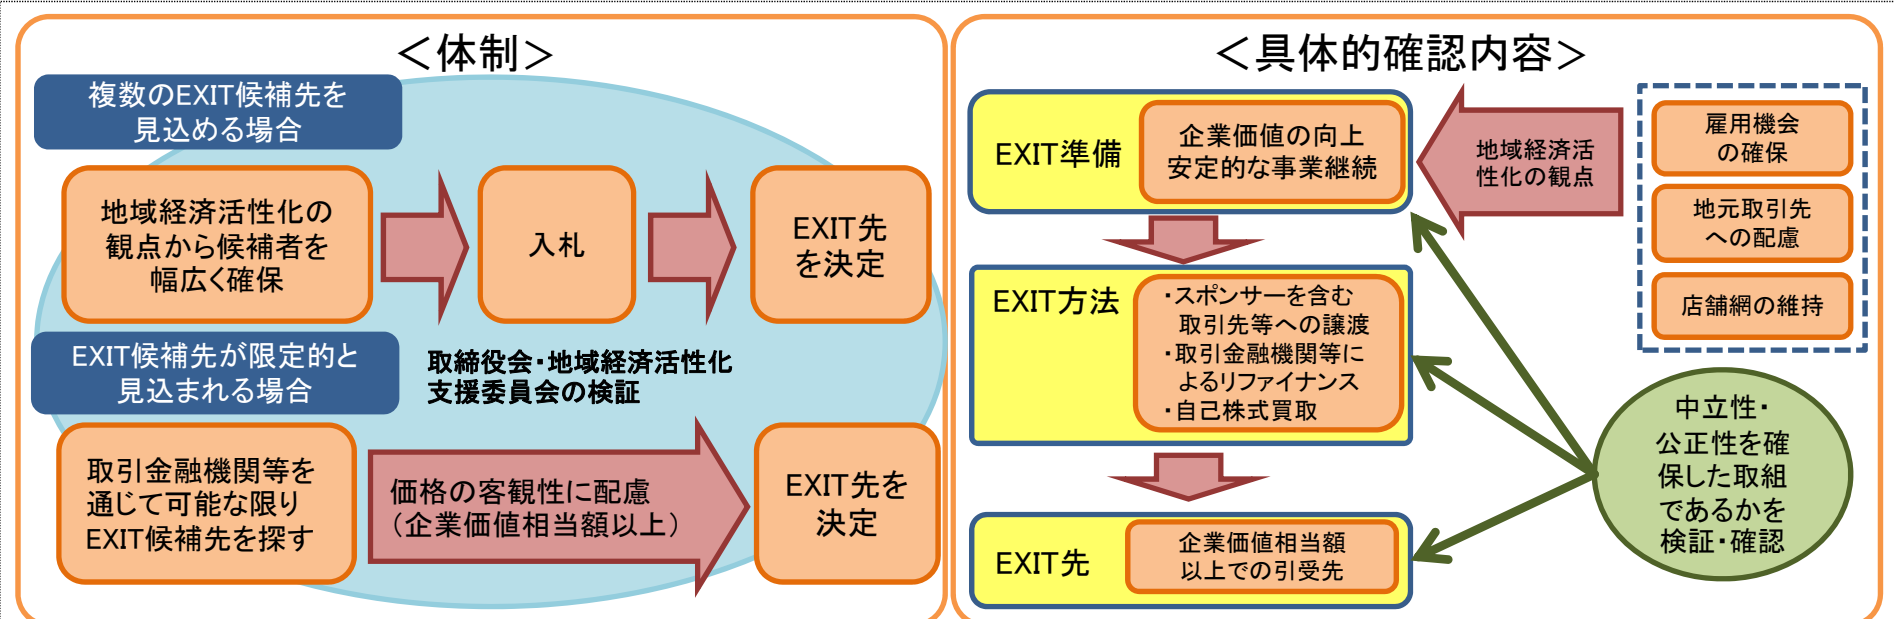 ＜体制＞
複数のEXIT候補先を
見込める場合
地域経済活性化の
観点から候補者を
幅広く確保
入札
EXIT先
を決定
EXIT候補先が限定的と
見込まれる場合
取締役会・地域経済活性化
支援委員会の検証
取引金融機関等を
通じて可能な限り
EXIT候補先を探す
価格の客観性に配慮
（企業価値相当額以上）
EXIT先を
決定
＜具体的確認内容＞
EXIT準備
企業価値の向上
安定的な事業継続
地域経済活
性化の観点
雇用機会
の確保
地元取引先
への配慮
店舗網の維持
EXIT方法
・スポンサーを含む
取引先等への譲渡
・取引金融機関等に
よるリファイナンス
・自己株式買取
EXIT先
企業価値相当額
以上での引受先
中立性・
公正性を確
保した取組
であるかを
検証・確認